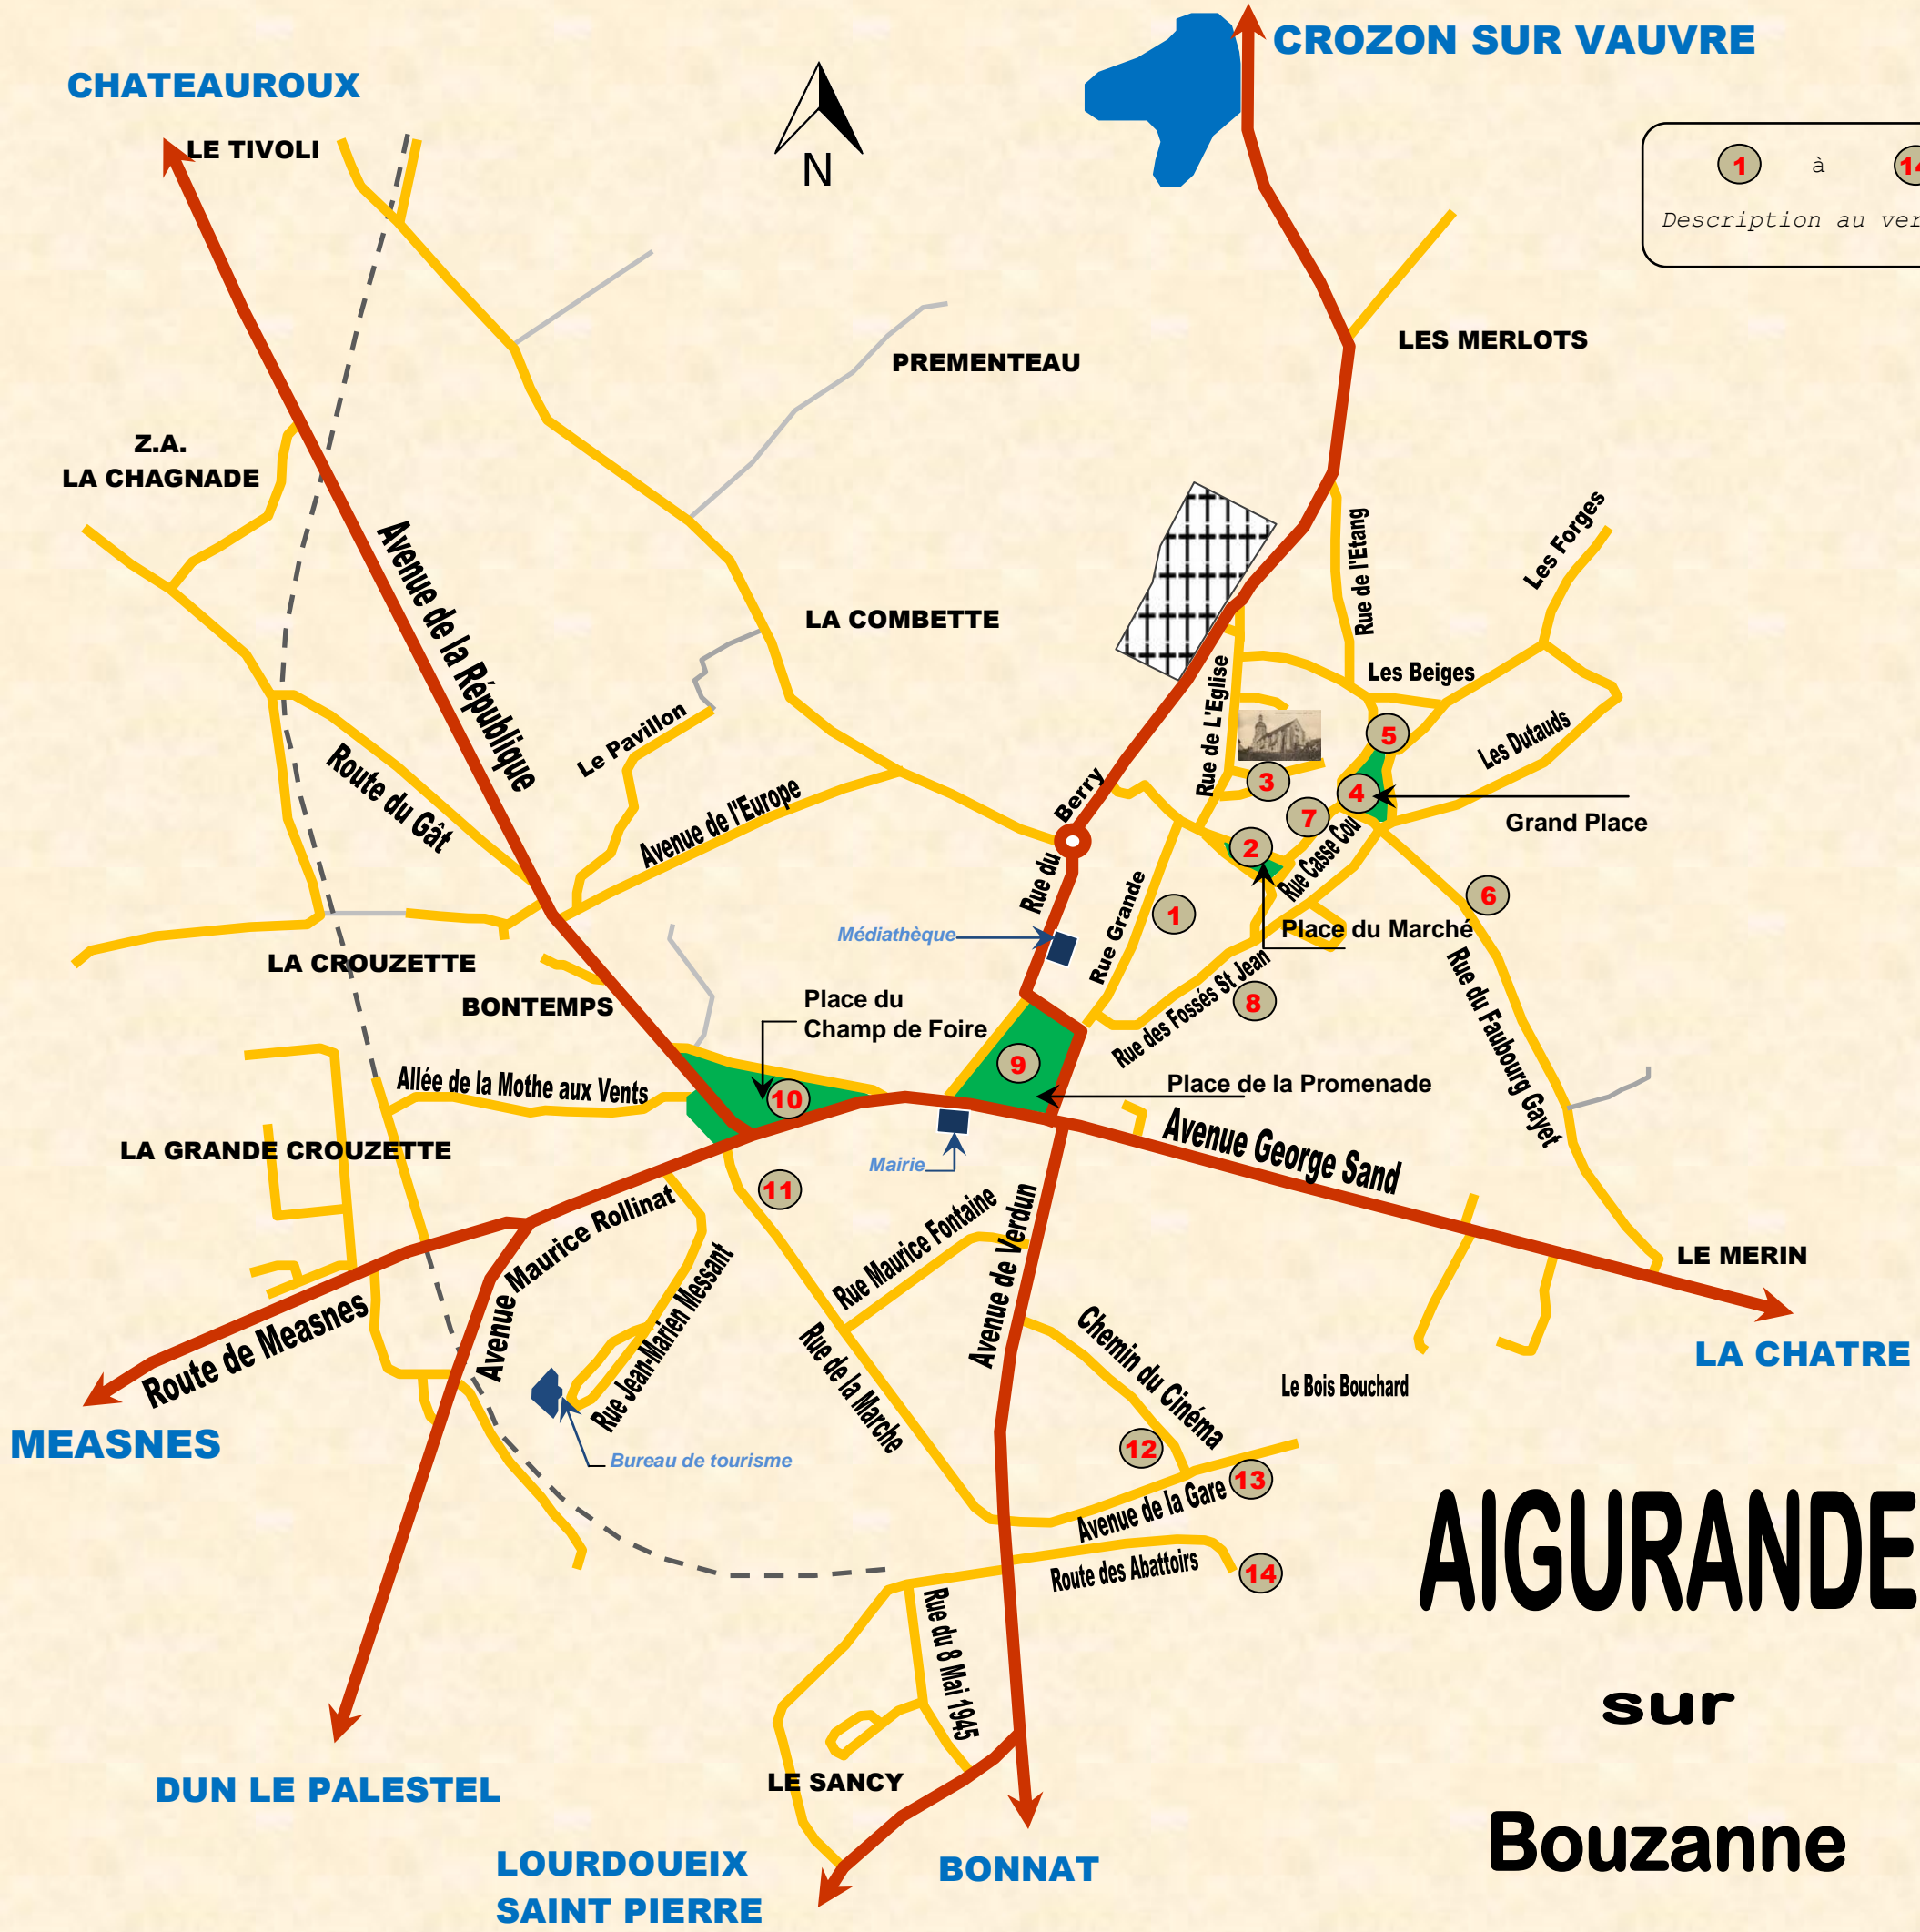 CROZON SUR VAUVRE
CHATEAUROUX
LE TIVOLI
N
1 à 14
Description au ver
LES MERLOTS
PREMENTEAU
Z.A.
LA CHAGNADE
Avenue de la République
LA COMBETTE
Rue de l'Etang
Les Forges
Les Beiges
Rue de L'Eglise
Le Pavillon
Les Dutauds
Route du Gât
Avenue de l'Europe
5
3
4
7
Grand Place
2
Rue Casse Cou
Rue du Berry
6
1
Rue Grande
Médiathèque
Place du Marché
LA CROUZETTE
BONTEMPS
Place du
Champ de Foire
8
Rue des Fossés St Jean
Rue du Faubourg Gayet
9
10
Place de la Promenade
Allée de la Mothe aux Vents
LA GRANDE CROUZETTE
Mairie
Avenue George Sand
11
Avenue Maurice Rollinat
Rue Maurice Fontaine
Avenue de Verdun
LE MERIN
Rue Jean-Marien Messant
Route de Measnes
LA CHATRE
Chemin du Cinéma
Rue de la Marche
Le Bois Bouchard
MEASNES
Bureau de tourisme
12
13
Avenue de la Gare
Route des Abattoirs
14
AIGURANDE
sur
Bouzanne
Rue du 8 Mai 1945
LE SANCY
DUN LE PALESTEL
LOURDOUEIX
SAINT PIERRE
BONNAT